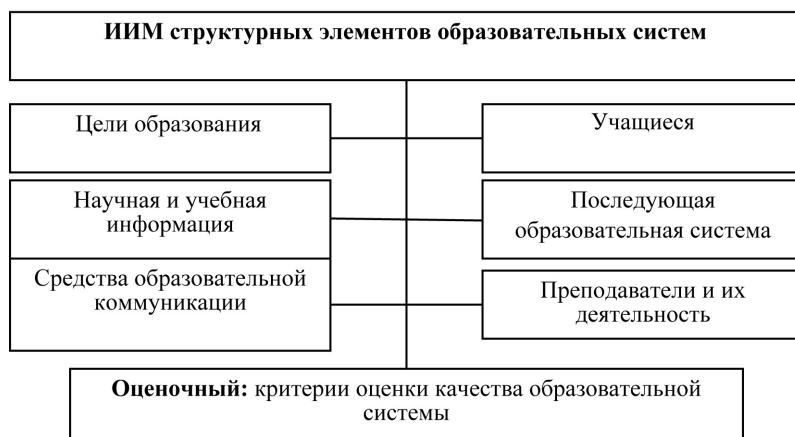 ИИМ структурных элементов образовательных систем
Цели образования
Учащиеся
Научная и учебная
информация
Последующая
образовательная система
Средства образовательной
коммуникации
Преподаватели и их
деятельность
Оценочный: критерии оценки качества образовательной
системы